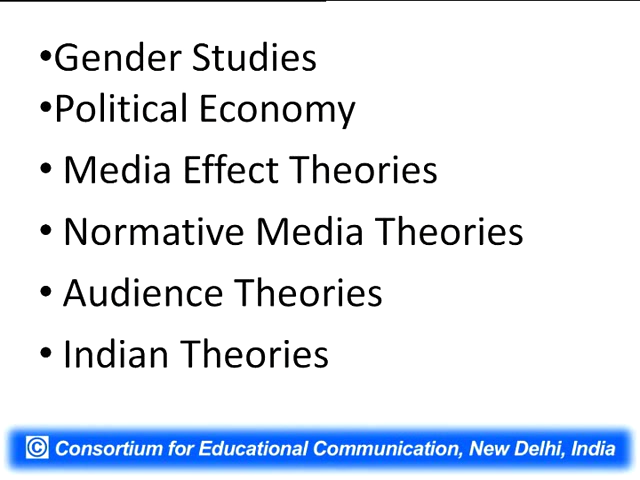 •Gender Studies
•Political Economy
• Media Effect Theories
• Normative Media Theories
• Audience Theories
• Indian Theories
© Consortium for Educational Communication, New Delhi, India